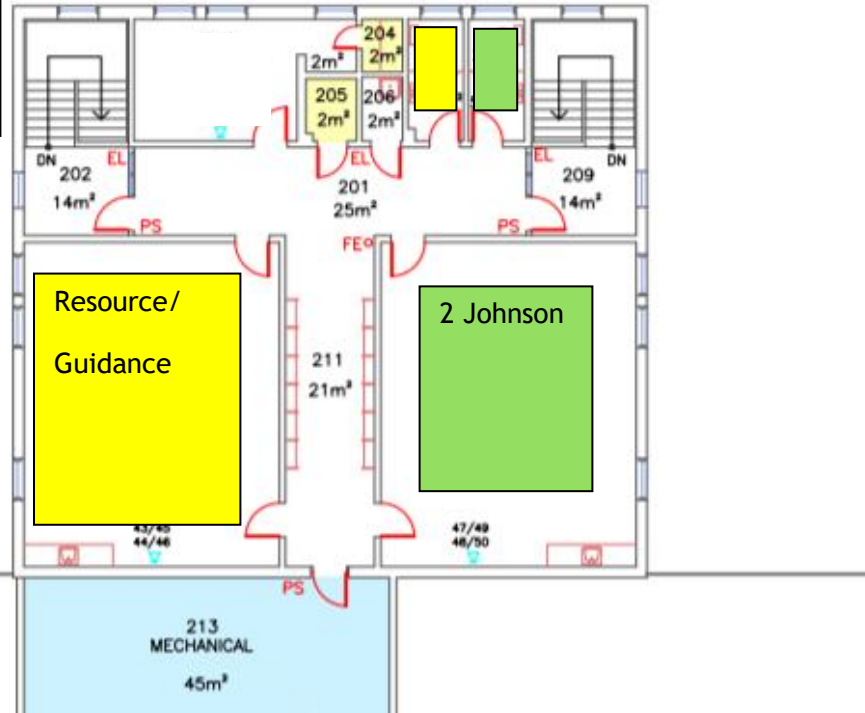 204
2m²
2m²
205
2m²
206
2m²
DN
EL
EL
EL
DN
202
14m²
201
25m²
209
14m²
PS
PS
FE
Resource/
Guidance
2 Johnson
211
21m²
43/45
44/46
47/49
48/50
PS
213
MECHANICAL
45m²